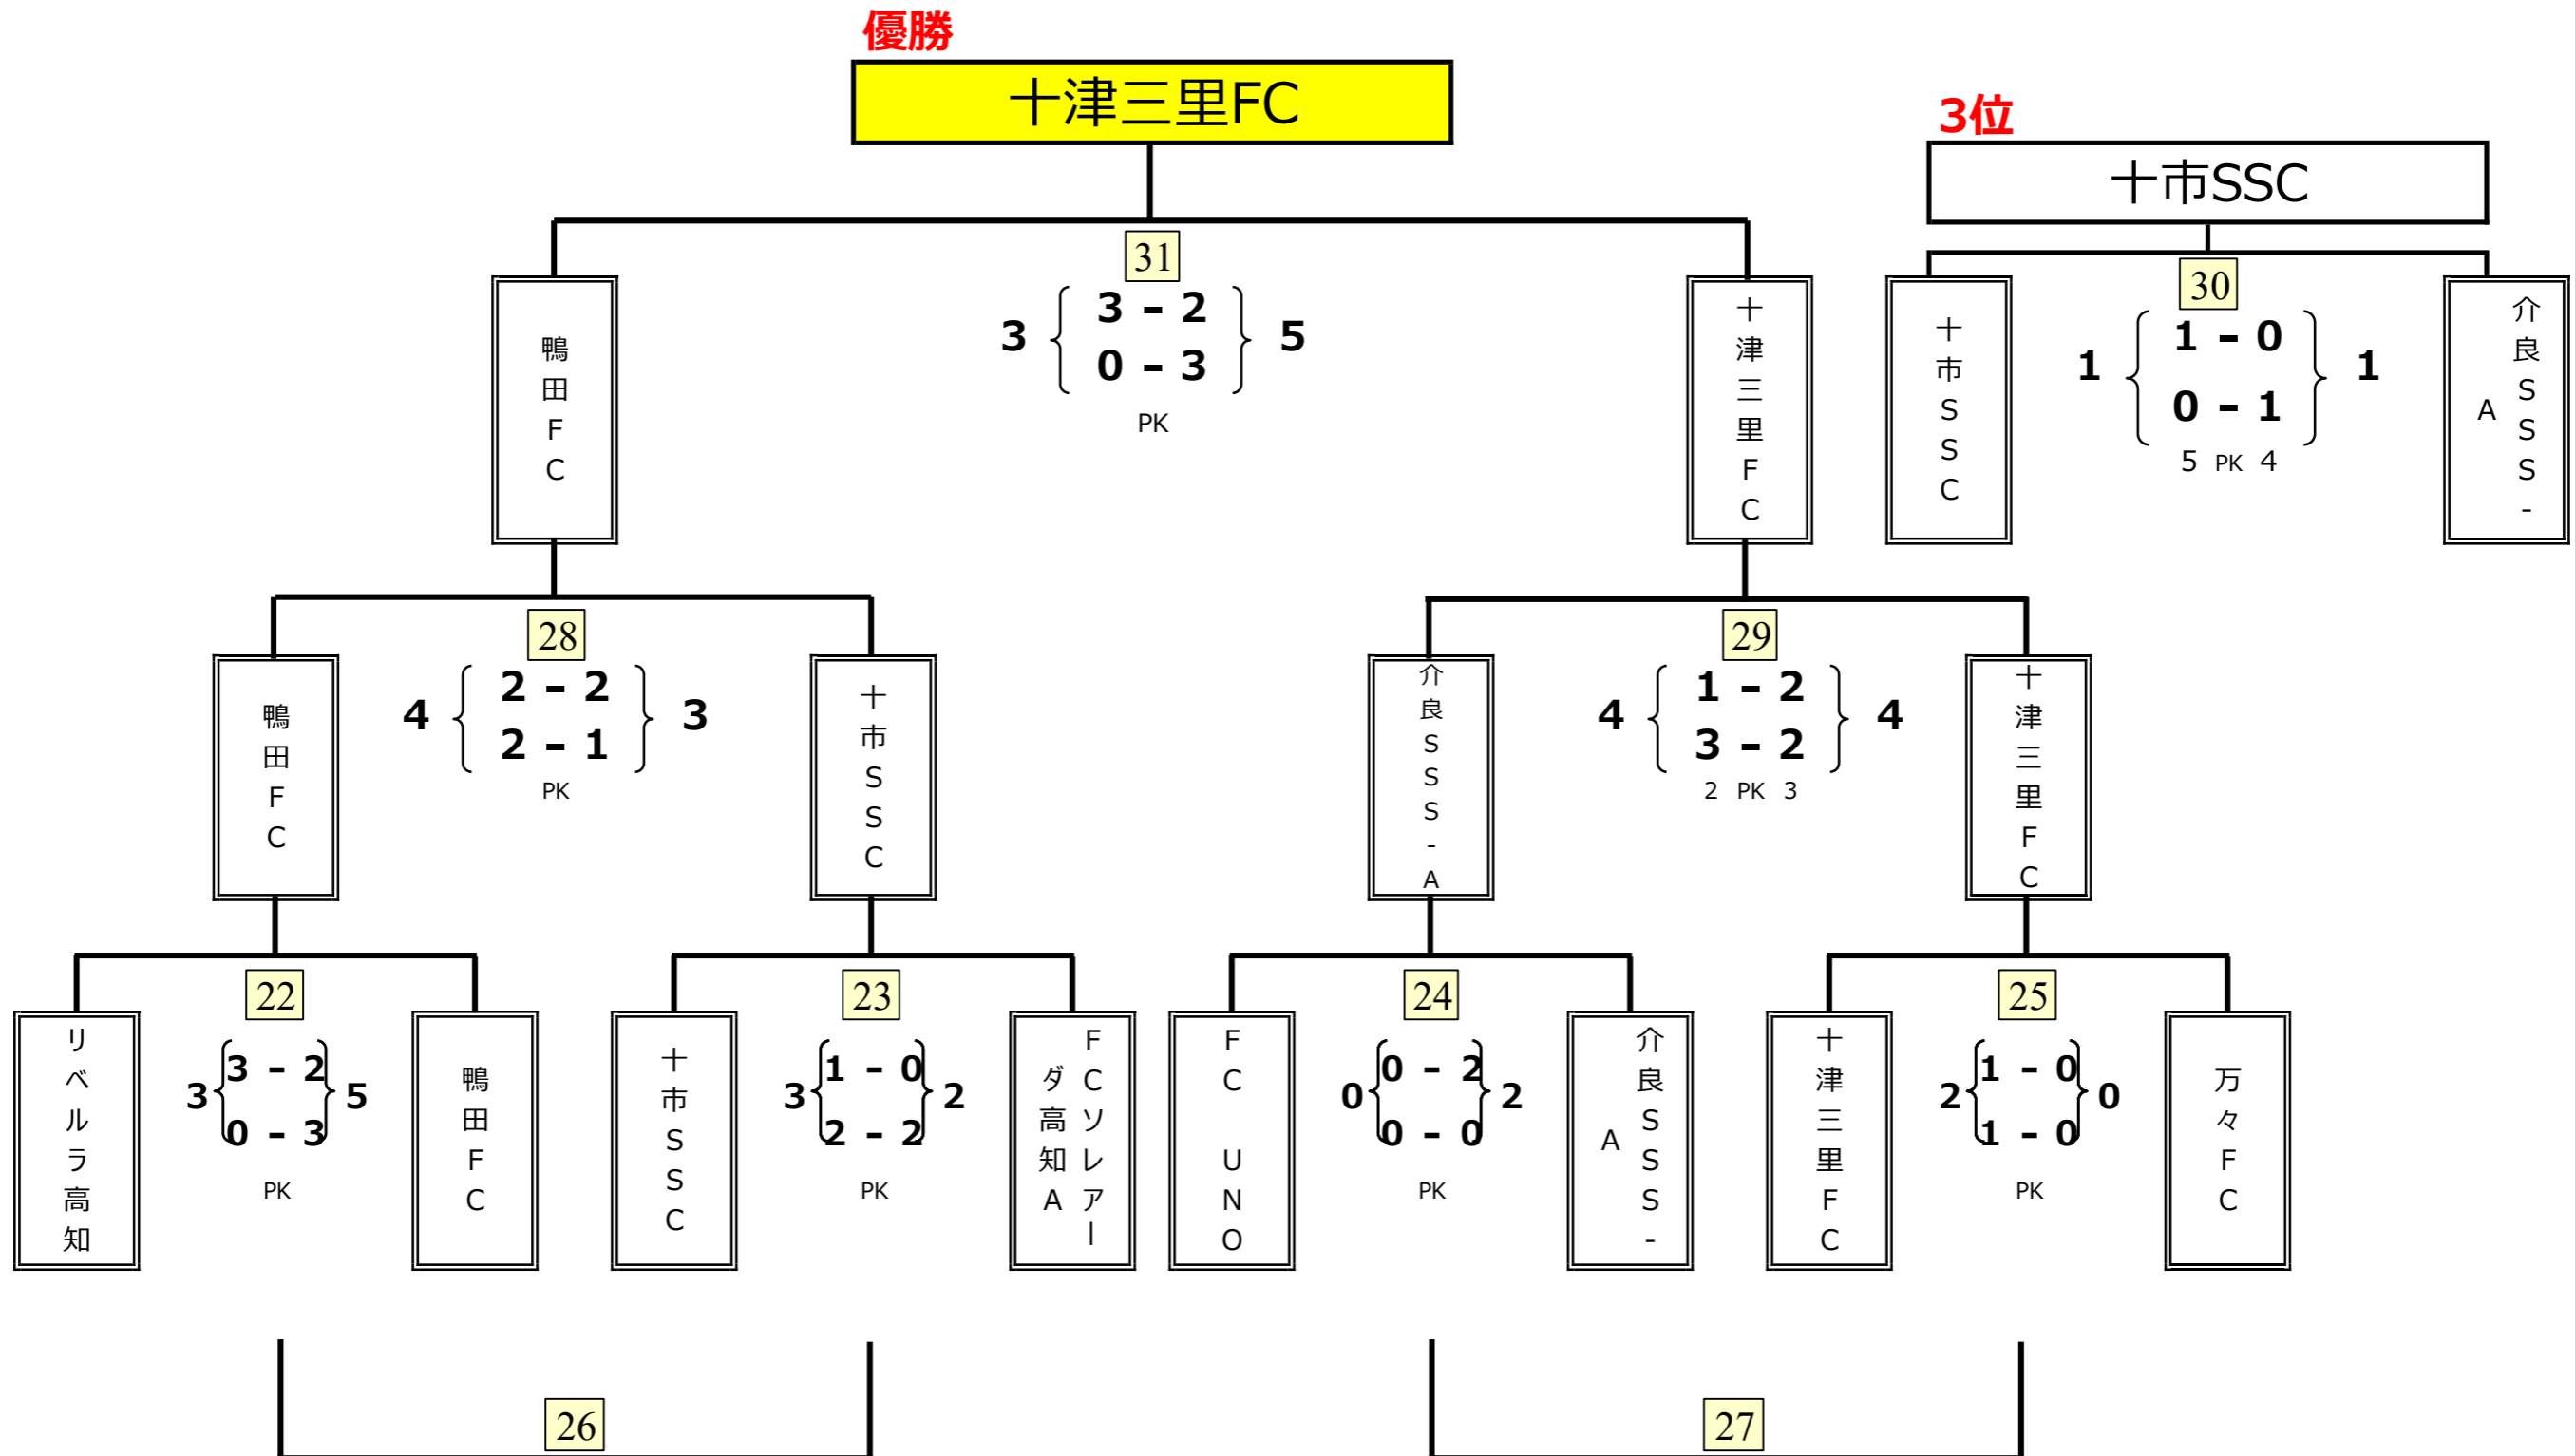 優勝
十津三里FC
3位
十市SSC
31
3 - 2
0 - 3
3
5
PK
30
1 - 0
0 - 1
1
1
5 PK 4
鴨田FC
十津三里FC
十市SSC
介良SSS-
A
28
2 - 2
2 - 1
4
3
PK
29
1 - 2
3 - 2
4
4
2 PK 3
鴨田FC
十市SSC
介良SSS-A
十津三里FC
22
3 - 2
0 - 3
3
5
PK
23
1 - 0
2 - 2
3
2
PK
24
0 - 2
0 - 0
0
2
PK
25
1 - 0
1 - 0
2
0
PK
リベルラ高知
鴨田FC
十市SSC
FCソレアー
ダ高知A
FC UNO
介良SSS-
A
十津三里FC
万々FC
26
27